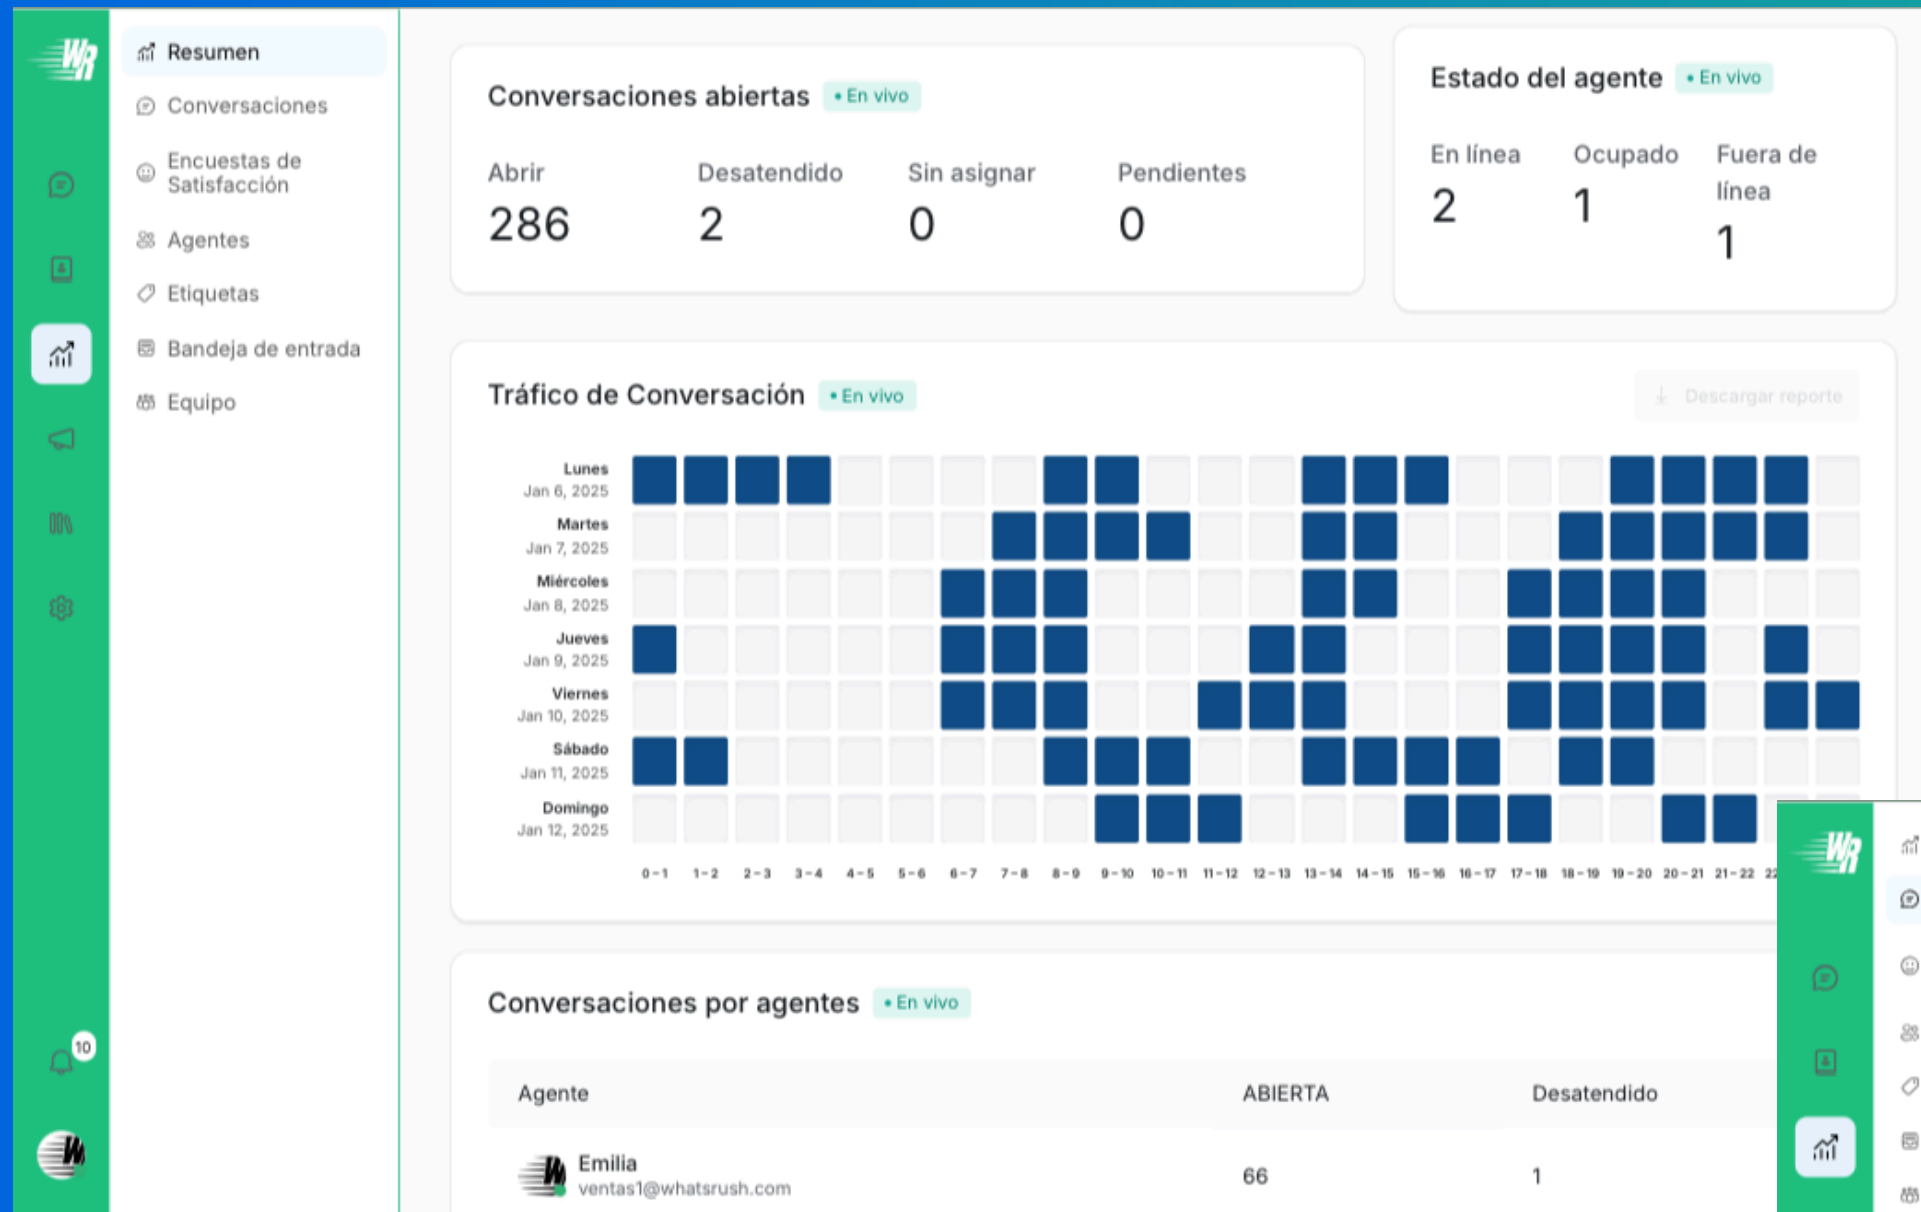 WR
Resumen
Conversaciones
Encuestas de
Satisfacción
Agentes
Etiquetas
Bandeja de entrada
Equipo
10
W
Conversaciones abiertas • En vivo
Abrir Desatendido Sin asignar Pendientes
286 2 0 0
Estado del agente • En vivo
En línea Ocupado Fuera de
línea
2 1 1
Tráfico de Conversación • En vivo
Descargar reporte
Lunes
Jan 6, 2025
Martes
Jan 7, 2025
Miércoles
Jan 8, 2025
Jueves
Jan 9, 2025
Viernes
Jan 10, 2025
Sábado
Jan 11, 2025
Domingo
Jan 12, 2025
0-1 1-2 2-3 3-4 4-5 5-6 6-7 7-8 8-9 9-10 10-11 11-12 12-13 13-14 14-15 15-16 16-17 17-18 18-19 19-20 20-21 21-22 22
Conversaciones por agentes • En vivo
Agente ABIERTA Desatendido
Emilia
ventas1@whatsrush.com
66 1
WR